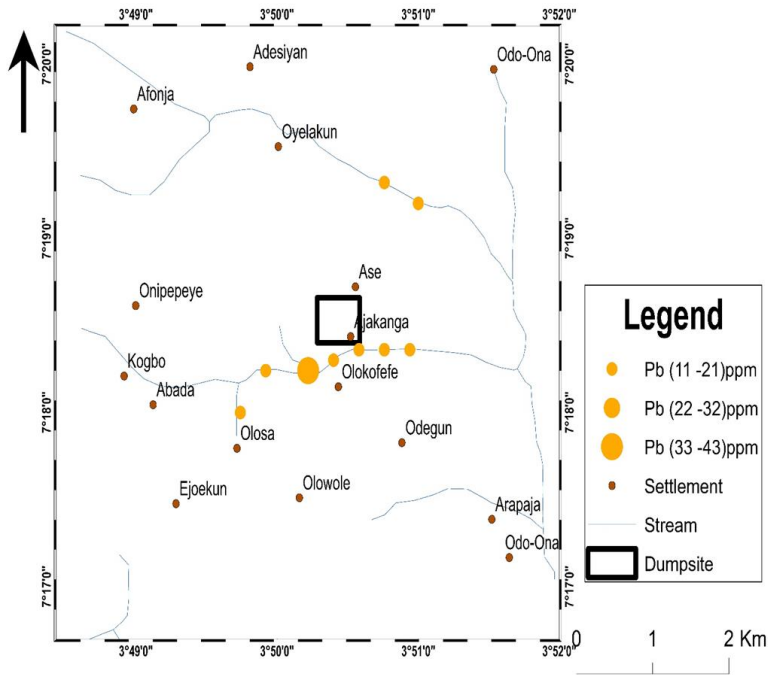 3°49'0" 3°50'0" 3°51'0" 3°52'0"
7°20'0" 7°20'0"
Adesiyan
Odo-Ona
Afonja
Oyelakun
7°19'0" 7°19'0"
Ase
Onipepeye
Ajakanga
Kogbo
Olokofefe
Abada
7°18'0" 7°18'0"
Olosa
Odegun
Ejoekun
Olowole
Arapaja
Odo-Ona
7°17'0" 7°17'0"
3°49'0" 3°50'0" 3°51'0" 3°52'0"
Legend
Pb (11 -21)ppm
Pb (22 -32)ppm
Pb (33 -43)ppm
Settlement
Stream
Dumpsite
0 1 2 Km